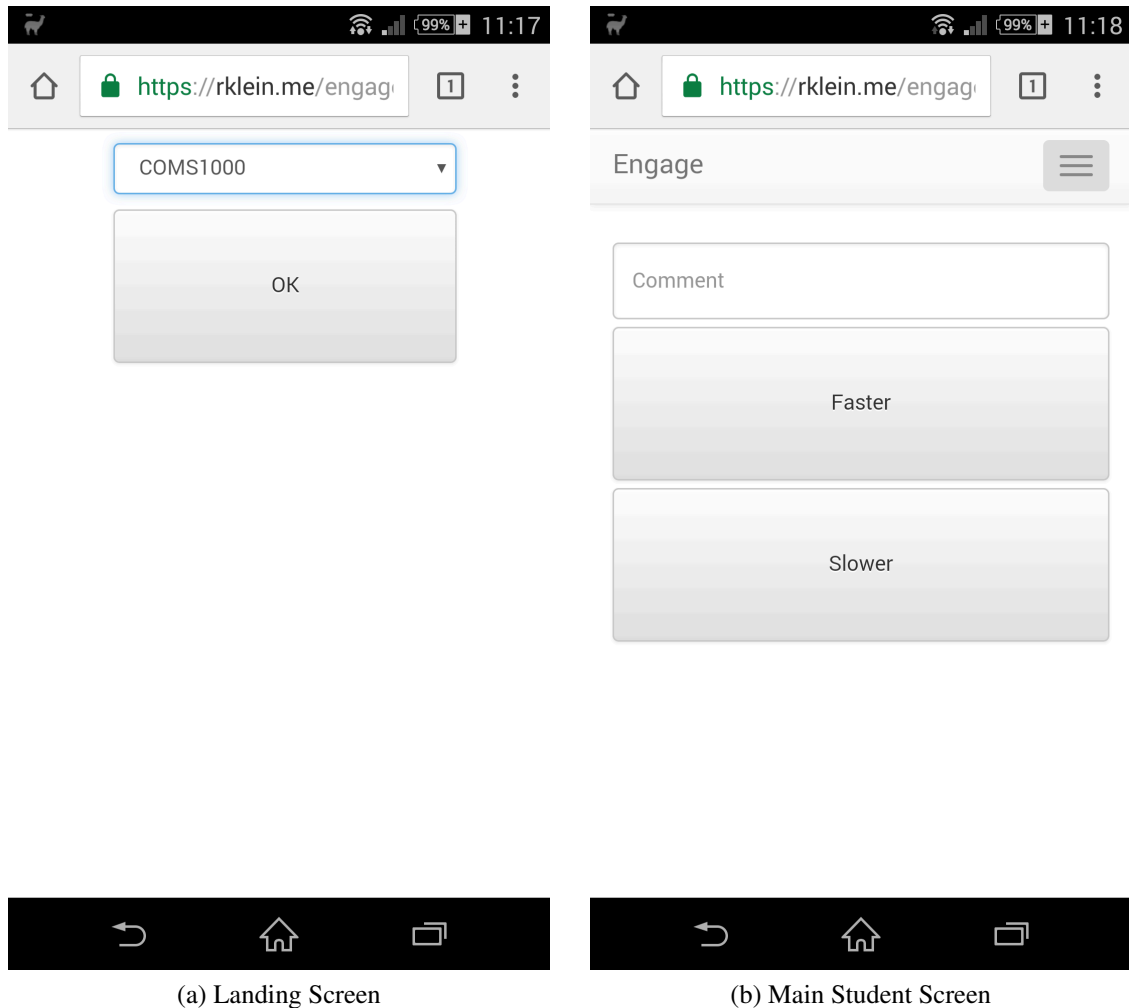 99% 11:17
https://rklein.me/engag
1
COMS1000
OK
(a) Landing Screen
99% 11:18
https://rklein.me/engag
1
Engage
Comment
Faster
Slower
(b) Main Student Screen